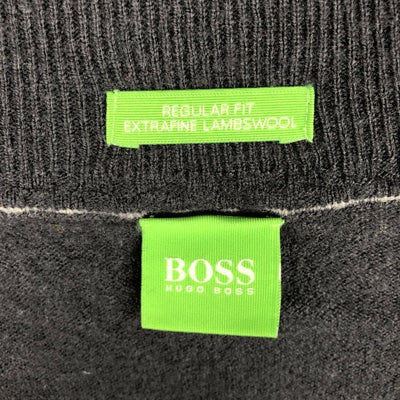 REGULAR FIT
EXTRAFINE LAMBSWOOL
BOSS
HUGO BOSS